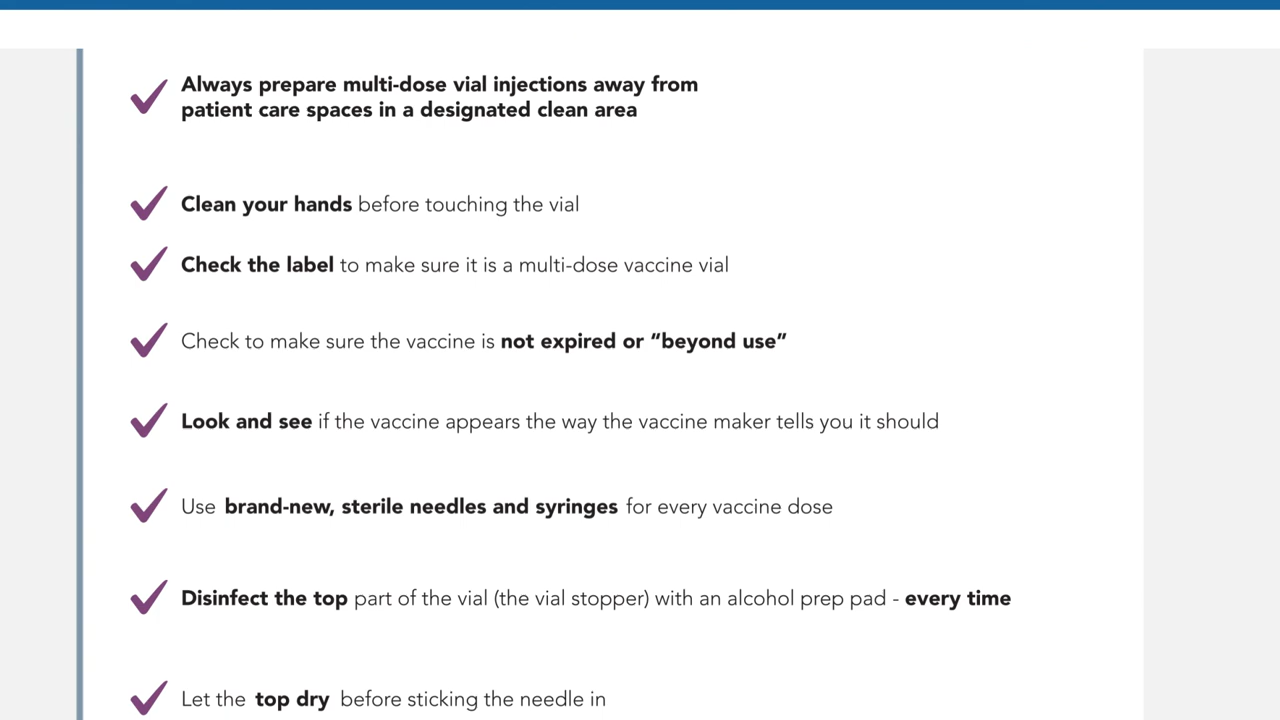 Always prepare multi-dose vial injections away from
patient care spaces in a designated clean area
Clean your hands before touching the vial
Check the label to make sure it is a multi-dose vaccine vial
Check to make sure the vaccine is not expired or “beyond use”
Look and see if the vaccine appears the way the vaccine maker tells you it should
Use brand-new, sterile needles and syringes for every vaccine dose
Disinfect the top part of the vial (the vial stopper) with an alcohol prep pad - every time
Let the top dry before sticking the needle in